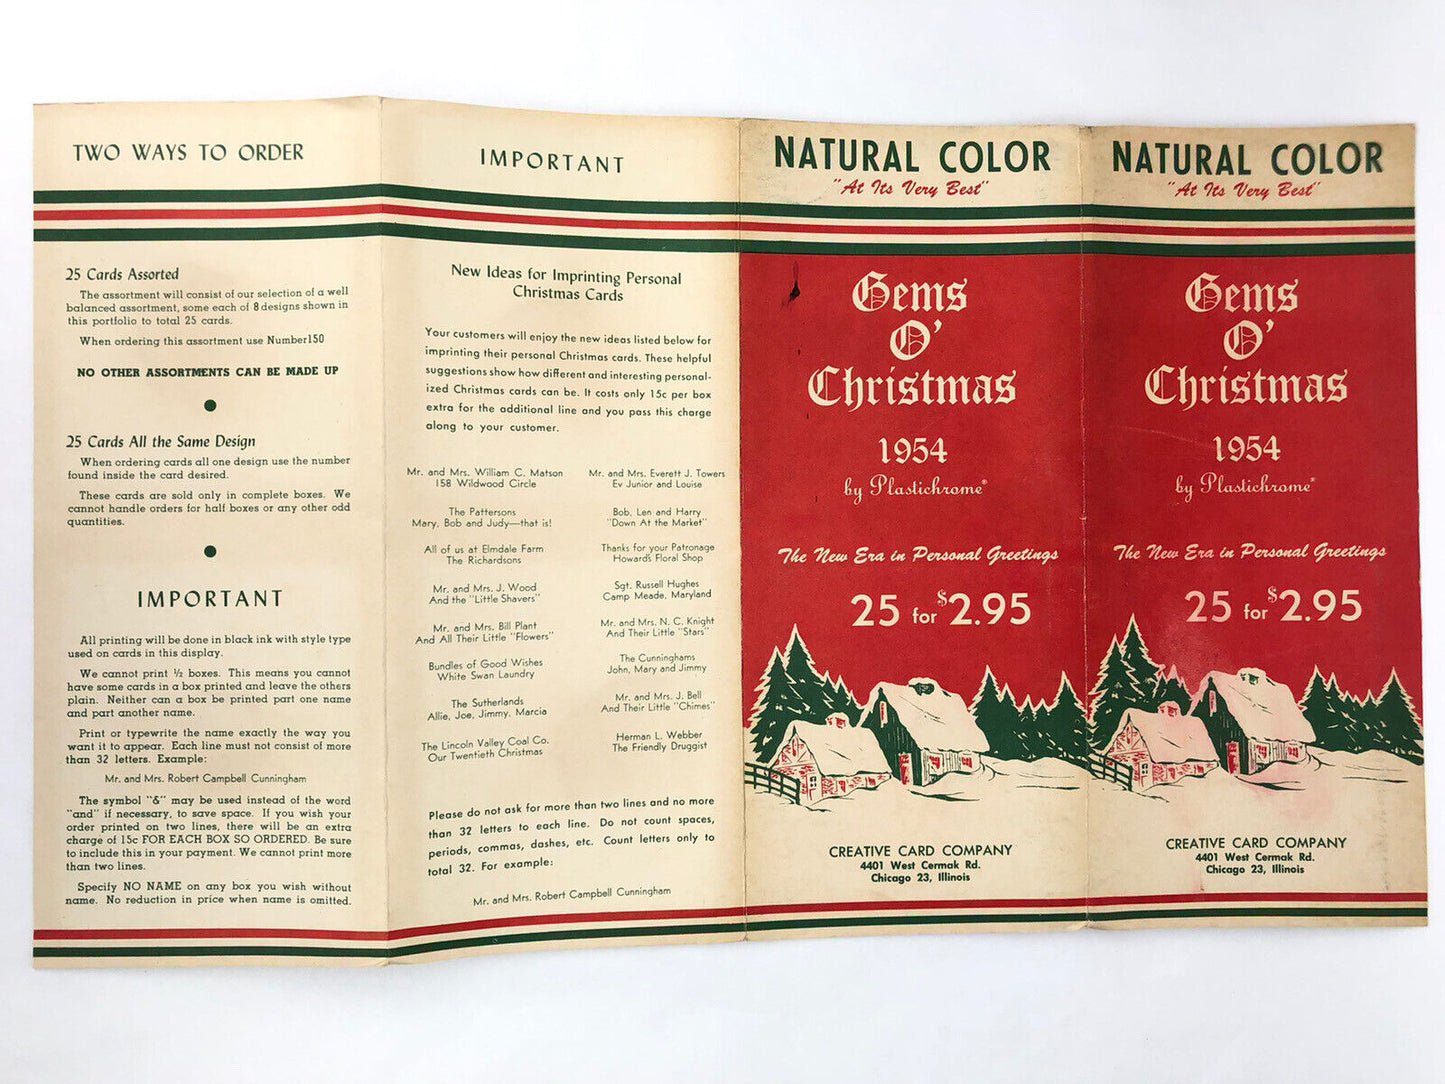 TWO WAYS TO ORDER
25 Cards Assorted
The assortment will consist of our selection of a well
balanced assortment, some each of 8 designs shown in
this portfolio to total 25 cards.
When ordering this assortment use Number150
NO OTHER ASSORTMENTS CAN BE MADE UP
25 Cards All the Same Design
When ordering cards all one design use the number
found inside the card desired.
These cards are sold only in complete boxes. We
cannot handle orders for half boxes or any other odd
quantities.
IMPORTANT
All printing will be done in black ink with style type
used on cards in this display.
We cannot print ½ boxes. This means you cannot
have some cards in a box printed and leave the others
plain. Neither can a box be printed part one name
and part another name.
Print or typewrite the name exactly the way you
want it to appear. Each line must not consist of more
than 32 letters. Example:
Mr. and Mrs. Robert Campbell Cunningham
The symbol "&" may be used instead of the word
"and" if necessary, to save space. If you wish your
order printed on two lines, there will be an extra
charge of 15c FOR EACH BOX SO ORDERED. Be sure
to include this in your payment. We cannot print more
than two lines.
Specify NO NAME on any box you wish without
name. No reduction in price when name is omitted.
IMPORTANT
New Ideas for Imprinting Personal
Christmas Cards
Your customers will enjoy the new ideas listed below for
imprinting their personal Christmas cards. These helpful
suggestions show how different and interesting personal-
ized Christmas cards can be. It costs only 15c per box
extra for the additional line and you pass this charge
along to your customer.
Mr. and Mrs. William C. Matson
158 Wildwood Circle
The Pattersons
Mary, Bob and Judy—that is!
All of us at Elmdale Farm
The Richardsons
Mr. and Mrs. J. Wood
And the "Little Shavers"
Mr. and Mrs. Bill Plant
And All Their Little "Flowers"
Bundles of Good Wishes
White Swan Laundry
The Sutherlands
Allie, Joe, Jimmy, Marcia
The Lincoln Valley Coal Co.
Our Twentieth Christmas
Mr. and Mrs. Everett J. Towers
Ev Junior and Louise
Bob, Len and Harry
"Down At the Market"
Thanks for your Patronage
Howard's Floral Shop
Sgt. Russell Hughes
Camp Meade, Maryland
Mr. and Mrs. N. C. Knight
And Their Little "Stars"
The Cunninghams
John, Mary and Jimmy
Mr. and Mrs. J. Bell
And Their Little "Chimes"
Herman L. Webber
The Friendly Druggist
Please do not ask for more than two lines and no more
than 32 letters to each line. Do not count spaces,
periods, commas, dashes, etc. Count letters only to
total 32. For example:
Mr. and Mrs. Robert Campbell Cunningham
NATURAL COLOR
"At Its Very Best"
Gems
O'
Christmas
1954
by Plastichrome®
The New Era in Personal Greetings
25 for $2.95
CREATIVE CARD COMPANY
4401 West Cermak Rd.
Chicago 23, Illinois
NATURAL COLOR
"At Its Very Best"
Gems
O'
Christmas
1954
by Plastichrome®
The New Era in Personal Greetings
25 for $2.95
CREATIVE CARD COMPANY
4401 West Cermak Rd.
Chicago 23, Illinois